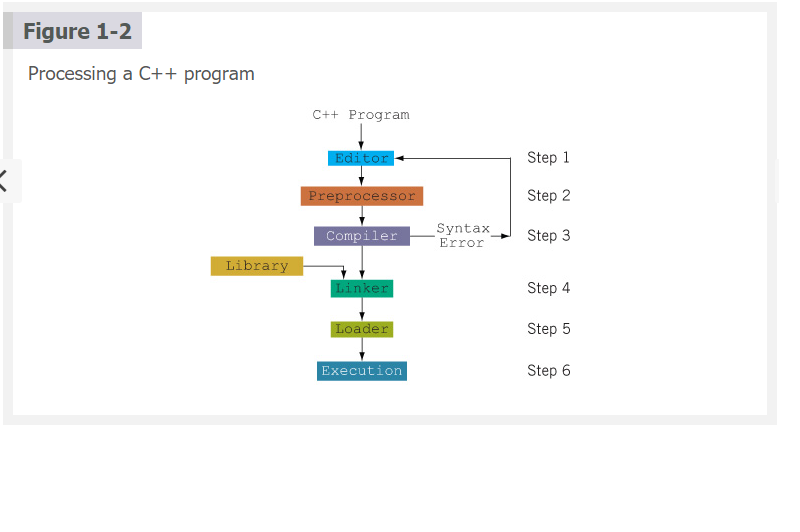 Figure 1-2
Processing a C++ program
C++ Program
Editor
Step 1
Preprocessor
Step 2
Compiler
Syntax
Error
Step 3
Library
Linker
Step 4
Loader
Step 5
Execution
Step 6